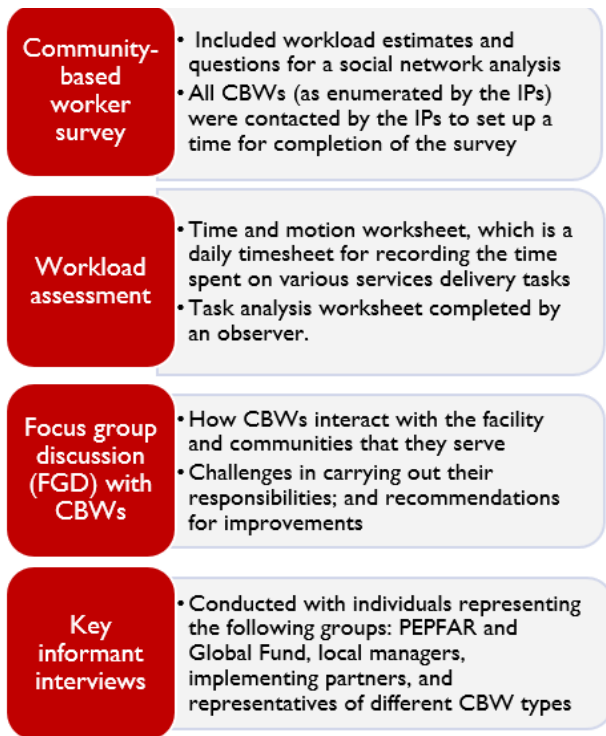 Community-
based
worker
survey
• Included workload estimates and
questions for a social network analysis
• All CBWs (as enumerated by the IPs)
were contacted by the IPs to set up a
time for completion of the survey
Workload
assessment
• Time and motion worksheet, which is a
daily timesheet for recording the time
spent on various services delivery tasks
• Task analysis worksheet completed by
an observer.
Focus group
discussion
(FGD) with
CBWs
• How CBWs interact with the facility
and communities that they serve
• Challenges in carrying out their
responsibilities; and recommendations
for improvements
Key
informant
interviews
• Conducted with individuals representing
the following groups: PEPFAR and
Global Fund, local managers,
implementing partners, and
representatives of different CBW types